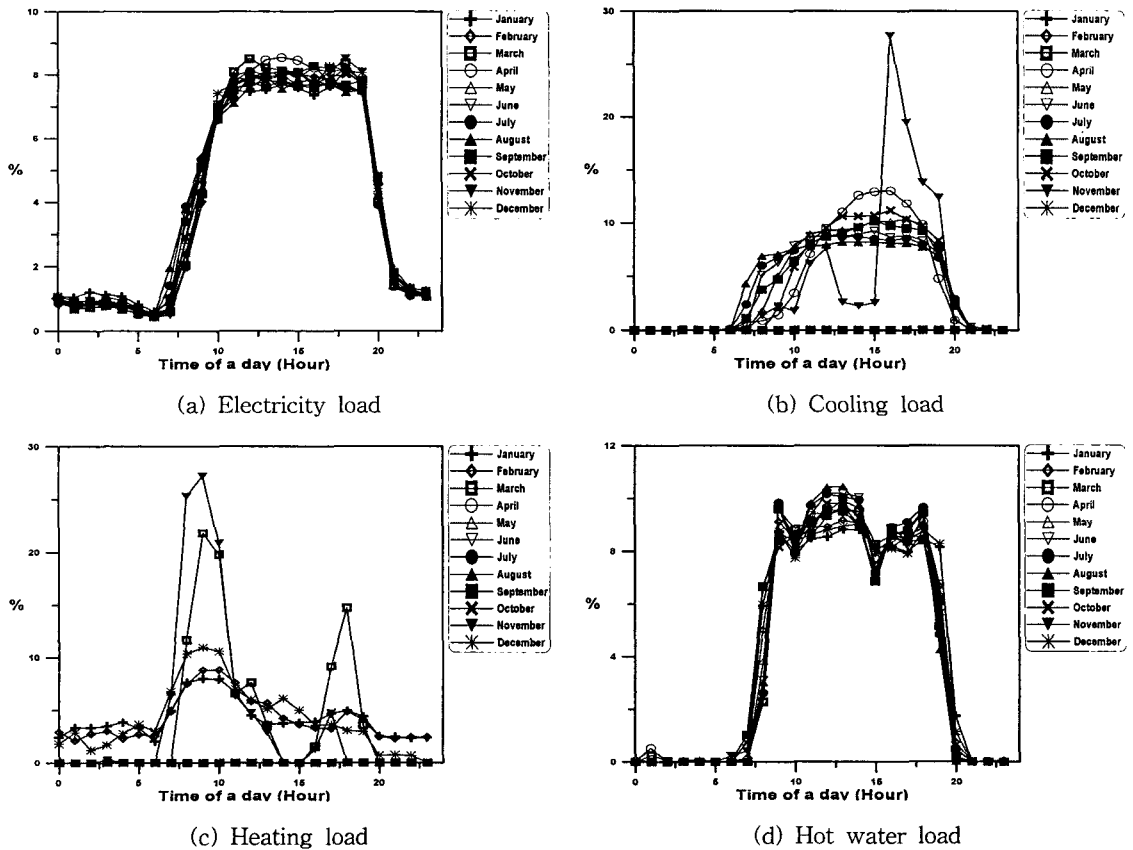 10
8
6
4
2
0
%
0 5 10 15 20
Time of a day (Hour)
January
February
March
April
May
June
July
August
September
October
November
December
(a) Electricity load
30
20
10
0
%
0 5 10 15 20
Time of a day (Hour)
January
February
March
April
May
June
July
August
September
October
November
December
(b) Cooling load
30
20
10
0
%
0 5 10 15 20
Time of a day (Hour)
January
February
March
April
May
June
July
August
September
October
November
December
(c) Heating load
12
10
8
6
4
2
0
%
0 5 10 15 20
Time of a day (Hour)
January
February
March
April
May
June
July
August
September
October
November
December
(d) Hot water load